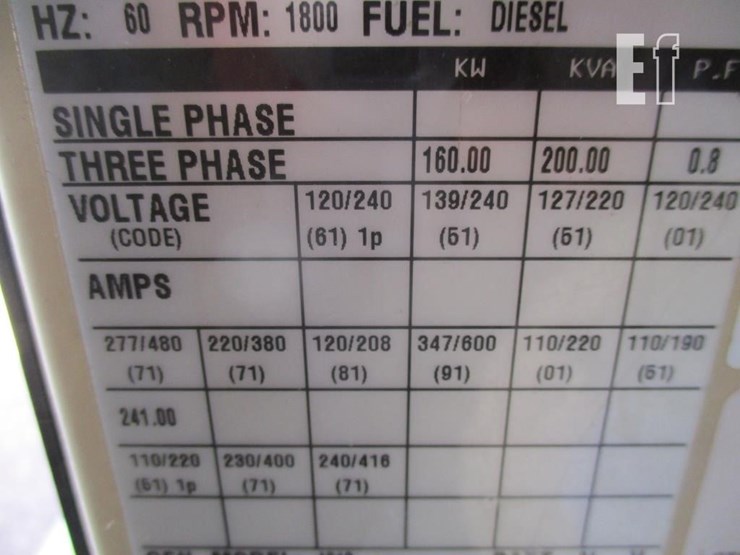 HZ: 60 RPM: 1800 FUEL: DIESEL
KW KVA P.F
Ef
SINGLE PHASE
THREE PHASE 160.00 200.00 0.8
VOLTAGE 120/240 139/240 127/220 120/240
(CODE) (61) 1p (51) (51) (01)
AMPS
277/480 220/380 120/208 347/600 110/220 110/190
(71) (71) (81) (91) (01) (61)
241.00
110/220 230/400 240/416
(61) 1p (71) (71)